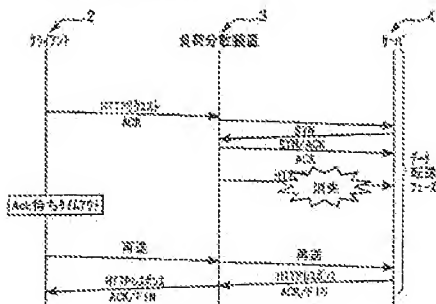 2
3
4
クライアント
負荷分散装置
サーバ
HTTPリクエスト
ACK
SYN
SYN/ACK
ACK
消失
データ
転送
フェーズ
Ack待ちタイムアウト
再送
再送
HTTPレスポンス
HTTPレスポンス
ACK/FIN
ACK/FIN